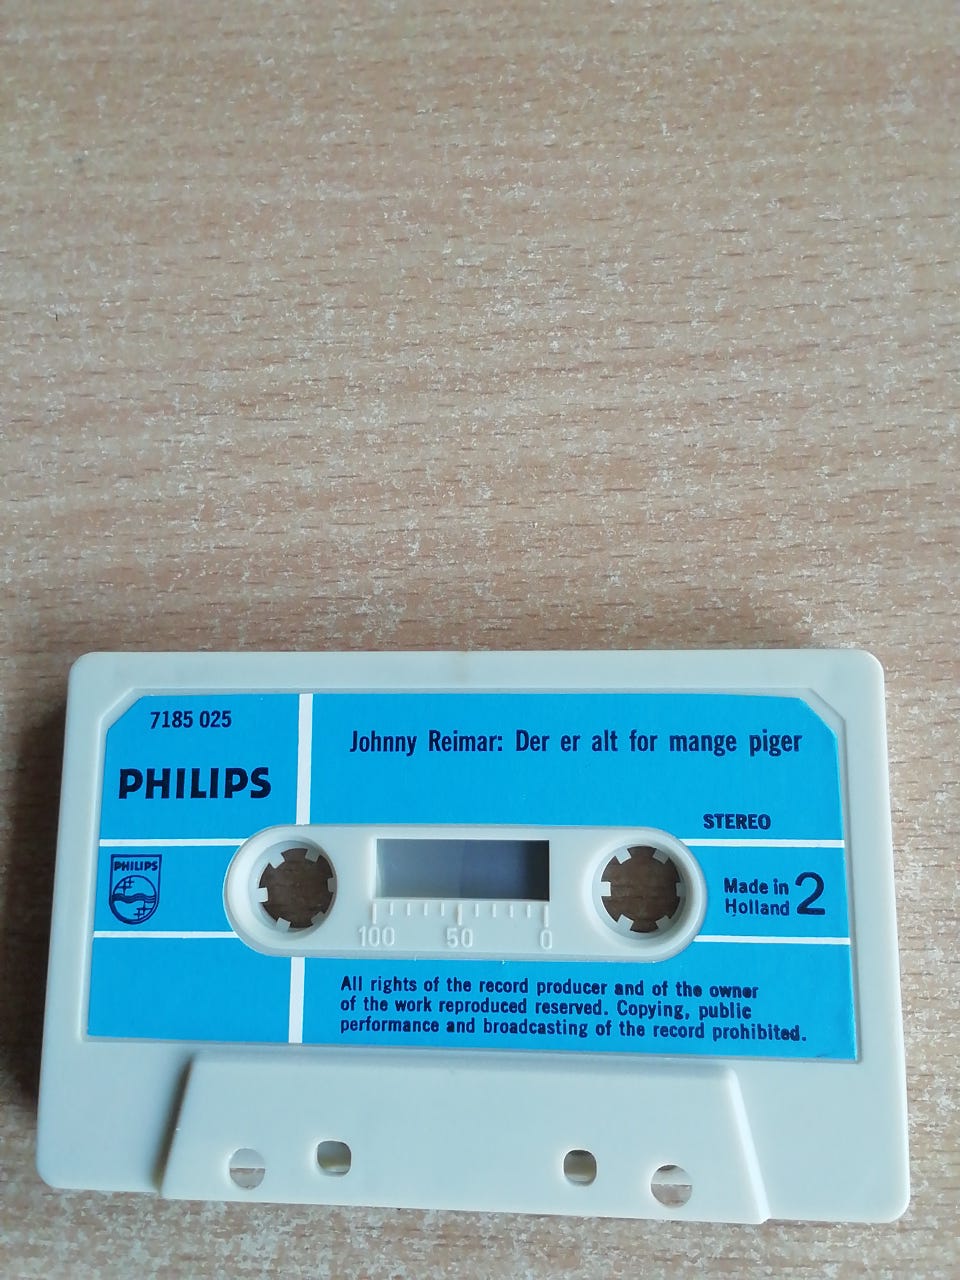 7185 025
PHILIPS
Johnny Reimar: Der er alt for mange piger
STEREO
PHILIPS
Made in
Holland
2
100 50 0
All rights of the record producer and of the owner
of the work reproduced reserved. Copying, public
performance and broadcasting of the record prohibited.